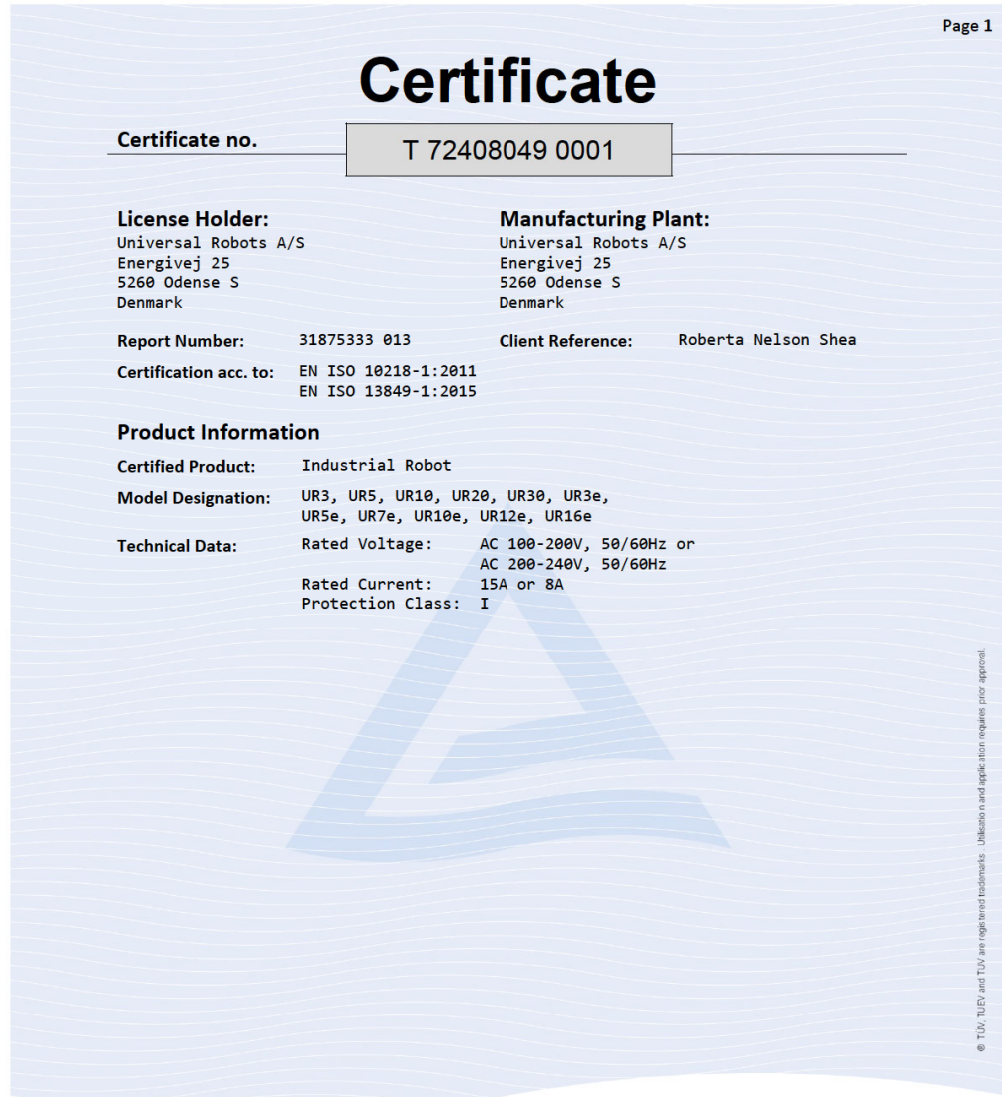 Page 1
Certificate
Certificate no.
T 72408049 0001
License Holder:
Universal Robots A/S
Energivej 25
5260 Odense S
Denmark
Manufacturing Plant:
Universal Robots A/S
Energivej 25
5260 Odense S
Denmark
Report Number: 31875333 013
Client Reference: Roberta Nelson Shea
Certification acc. to: EN ISO 10218-1:2011
EN ISO 13849-1:2015
Product Information
Certified Product: Industrial Robot
Model Designation: UR3, UR5, UR10, UR20, UR30, UR3e,
UR5e, UR7e, UR10e, UR12e, UR16e
Technical Data: Rated Voltage: AC 100-200V, 50/60Hz or
AC 200-240V, 50/60Hz
Rated Current: 15A or 8A
Protection Class: I
® TÜV, TUEV and TUV are registered trademarks. Utilisation and application requires prior approval.